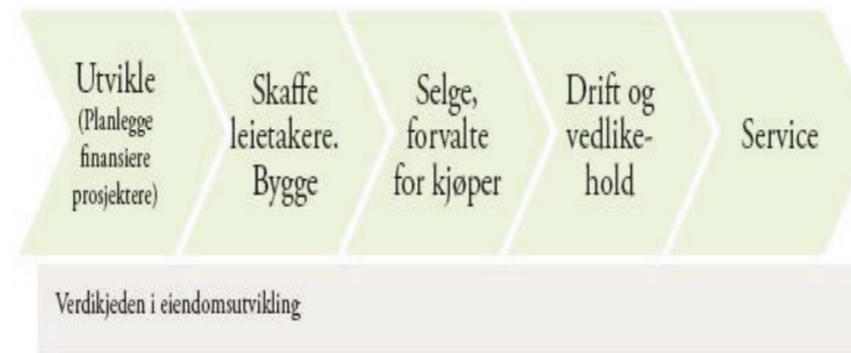 Utvikle
(Planlegge
finansiere
prosjektere)
Skaffe
leietakere.
Bygge
Selge,
forvalte
for kjøper
Drift og
vedlike-
hold
Service
Verdikjeden i eiendomsutvikling